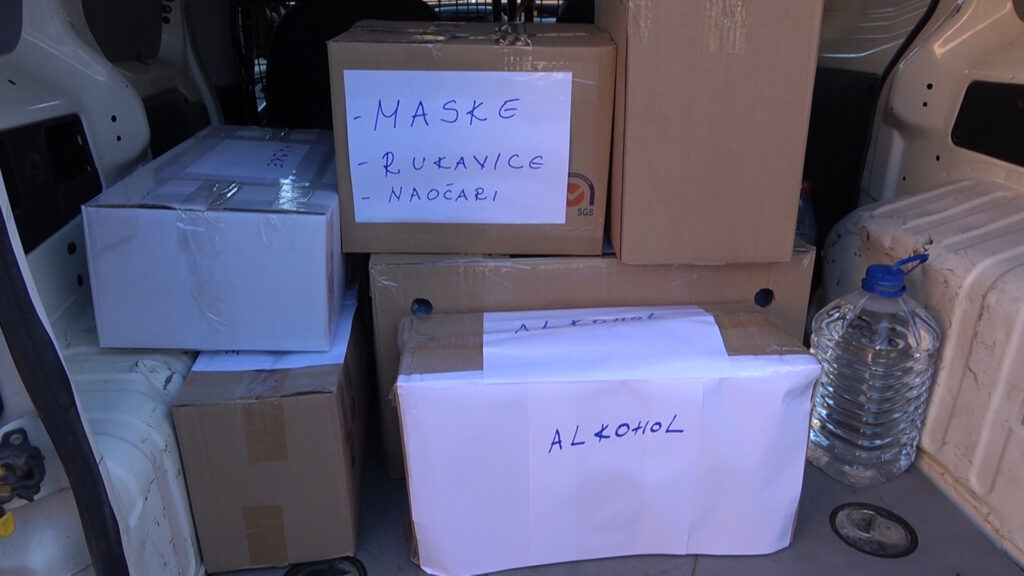 - MASKE
- RUKAVICE
- NAOČARI
SGS
ALKOHOL
ALKOHOL